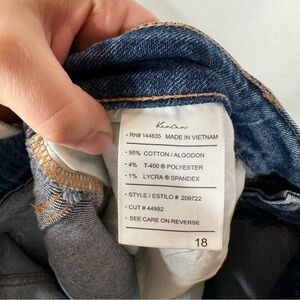 KanCan
• RN# 144635 MADE IN VIETNAM
• 95% COTTON / ALGODON
• 4% T-400 ® POLYESTER
• 1% LYCRA ® SPANDEX
• STYLE / ESTILO # 209722
• CUT # 44992
• SEE CARE ON REVERSE
18